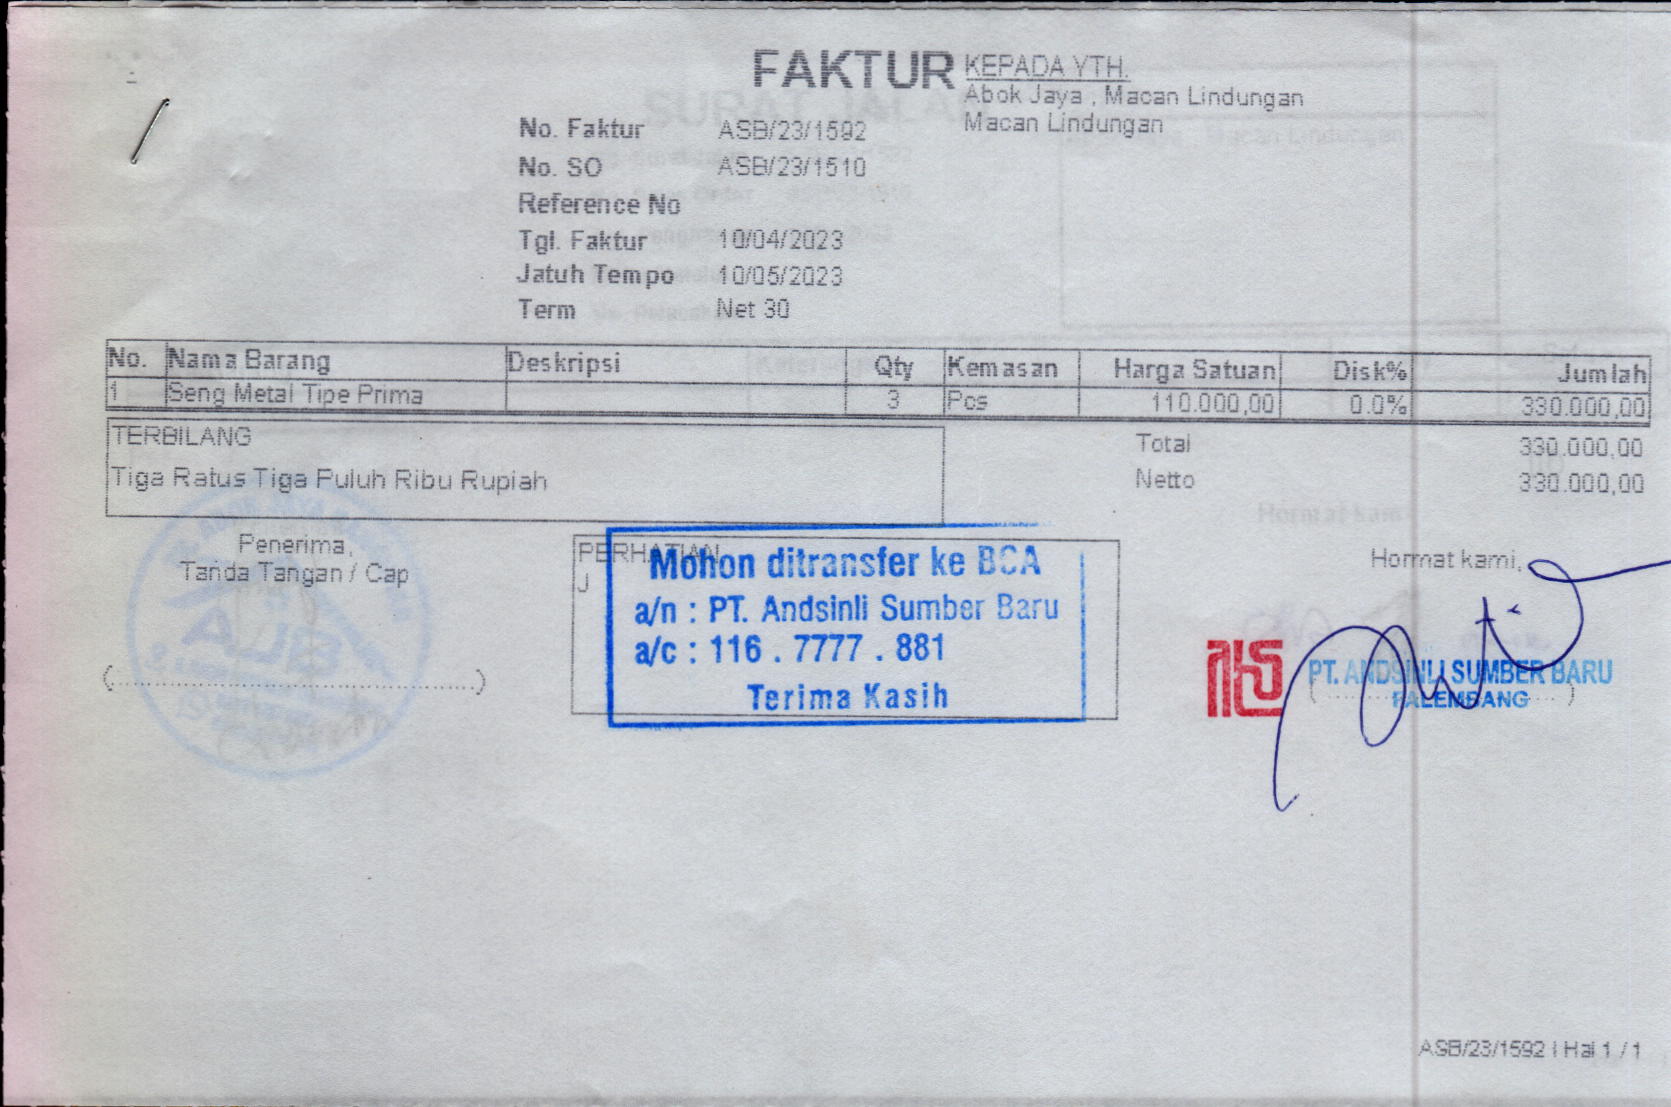 FAKTUR
KEPADA YTH.
Abok Jaya , Macan Lindungan
Macan Lindungan
No. Faktur ASB/23/1592
No. SO ASB/23/1510
Reference No
Tgl. Faktur 10/04/2023
Jatuh Tempo 10/05/2023
Term Net 30
No. Nama Barang Deskripsi Qty Kemasan Harga Satuan Disk% Jumlah
1 Seng Metal Tipe Prima 3 Pcs 110.000,00 0.0% 330.000,00
TERBILANG
Tiga Ratus Tiga Puluh Ribu Rupiah
Total 330.000,00
Netto 330.000,00
Penerima,
Tanda Tangan / Cap
(........................................................)
PERHATIAN
J
Mohon ditransfer ke BCA
a/n : PT. Andsinli Sumber Baru
a/c : 116 . 7777 . 881
Terima Kasih
Hormat kami,
PT. ANDSINLI SUMBER BARU
PALEMBANG
ASB/23/1592 | Hal 1 / 1